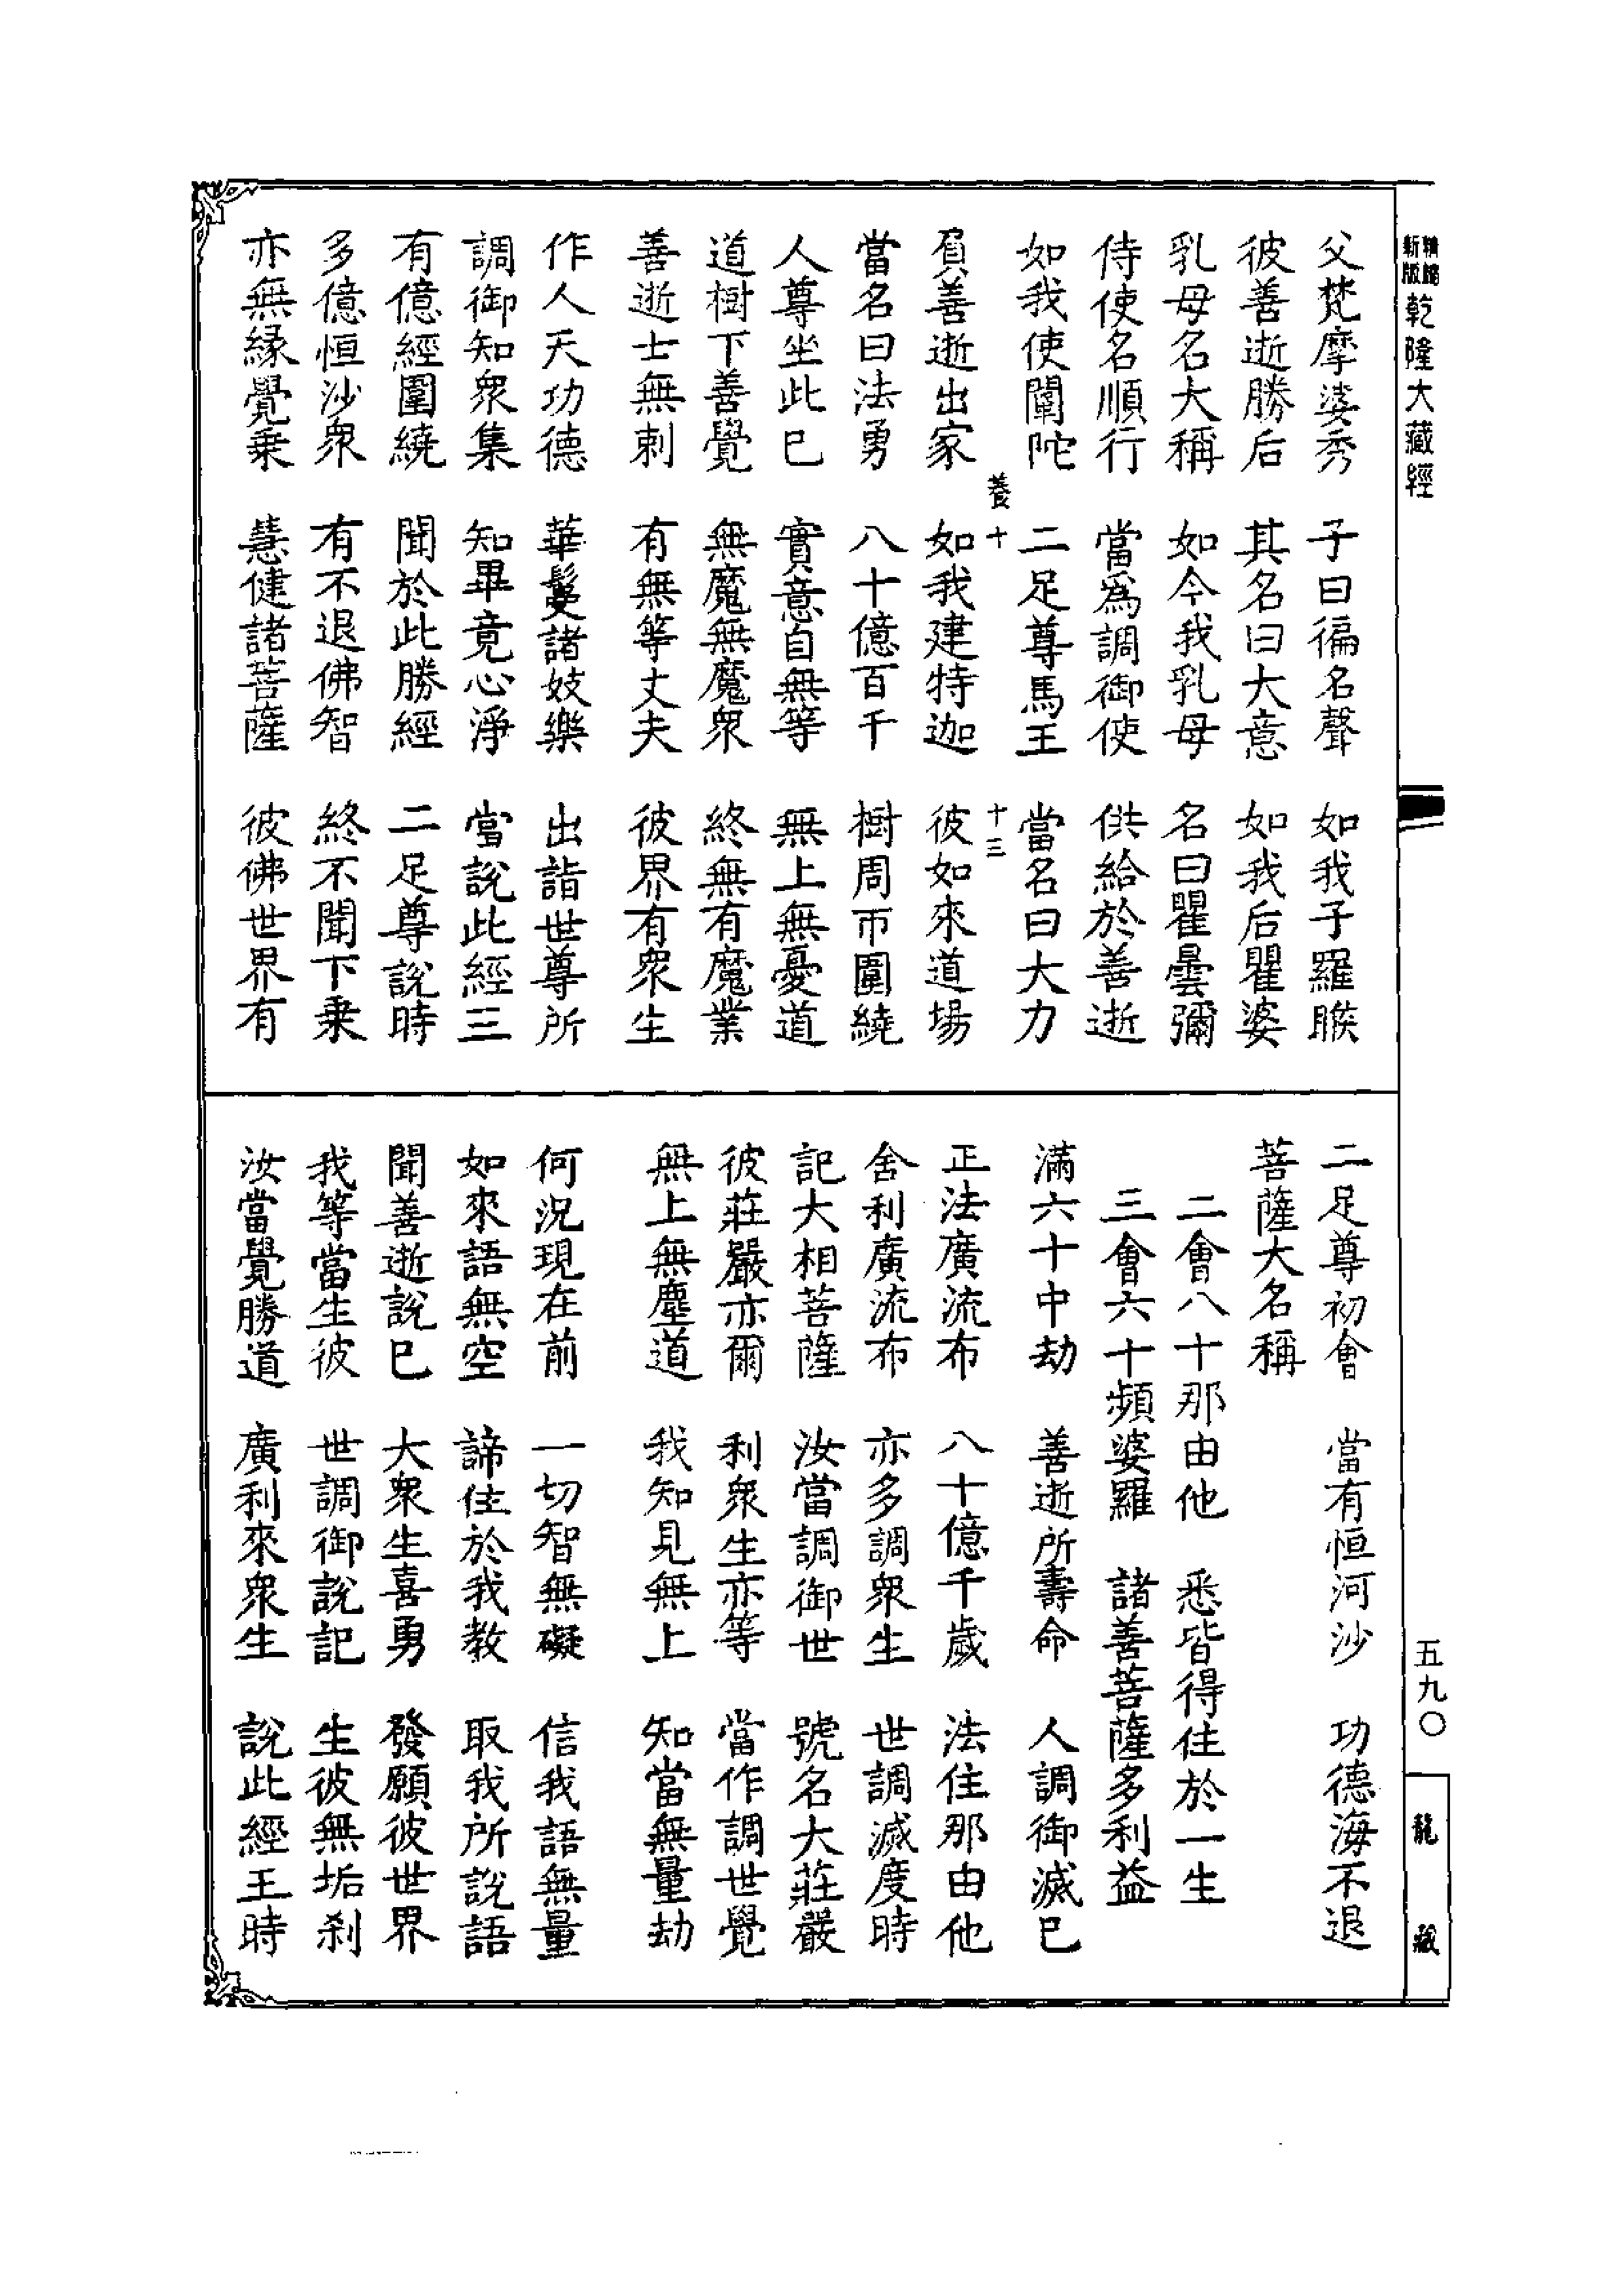 新版精縮乾隆大藏經
父梵摩婆秀　子曰徧名聲　如我子羅睺
彼善逝勝后　其名曰大意　如我后瞿婆
乳母名大稱　如今我乳母　名曰瞿曇彌
侍使名順行　當為調御使　供給於善逝
如我使闡陀　二足尊馬王　當名曰大力
養　十　十三
負善逝出家　如我建特迦　彼如來道場
當名曰法勇　八十億百千　樹周帀圍繞
人尊坐此已　實意自無等　無上無憂道
道樹下善覺　無魔無魔衆　終無有魔業
善逝士無刺　有無等丈夫　彼界有衆生
作人天功德　華鬘諸妓樂　出詣世尊所
調御知衆集　知畢竟心淨　當說此經三
有億經圍繞　聞於此勝經　二足尊說時
多億恒沙衆　有不退佛智　終不聞下乗
亦無緣覺乗　慧健諸菩薩　彼佛世界有
二足尊初會　當有恒河沙　功德海不退
菩薩大名稱
二會八十那由他　悉皆得住於一生
三會六十頻婆羅　諸善菩薩多利益
滿六十中劫　善逝所壽命　人調御滅已
正法廣流布　八十億千歲　法住那由他
舍利廣流布　亦多調衆生　世調滅度時
記大相菩薩　汝當調御世　號名大莊嚴
彼莊嚴亦爾　利衆生亦等　當作調世覺
無上無塵道　我知見無上　知當無量劫
何況現在前　一切智無礙　信我語無量
如來語無空　諦住於我教　取我所說語
聞善逝說已　大衆生喜勇　發願彼世界
我等當生彼　世調御說記　生彼無垢剎
汝當覺勝道　廣利來衆生　說此經王時
五九〇
龍藏